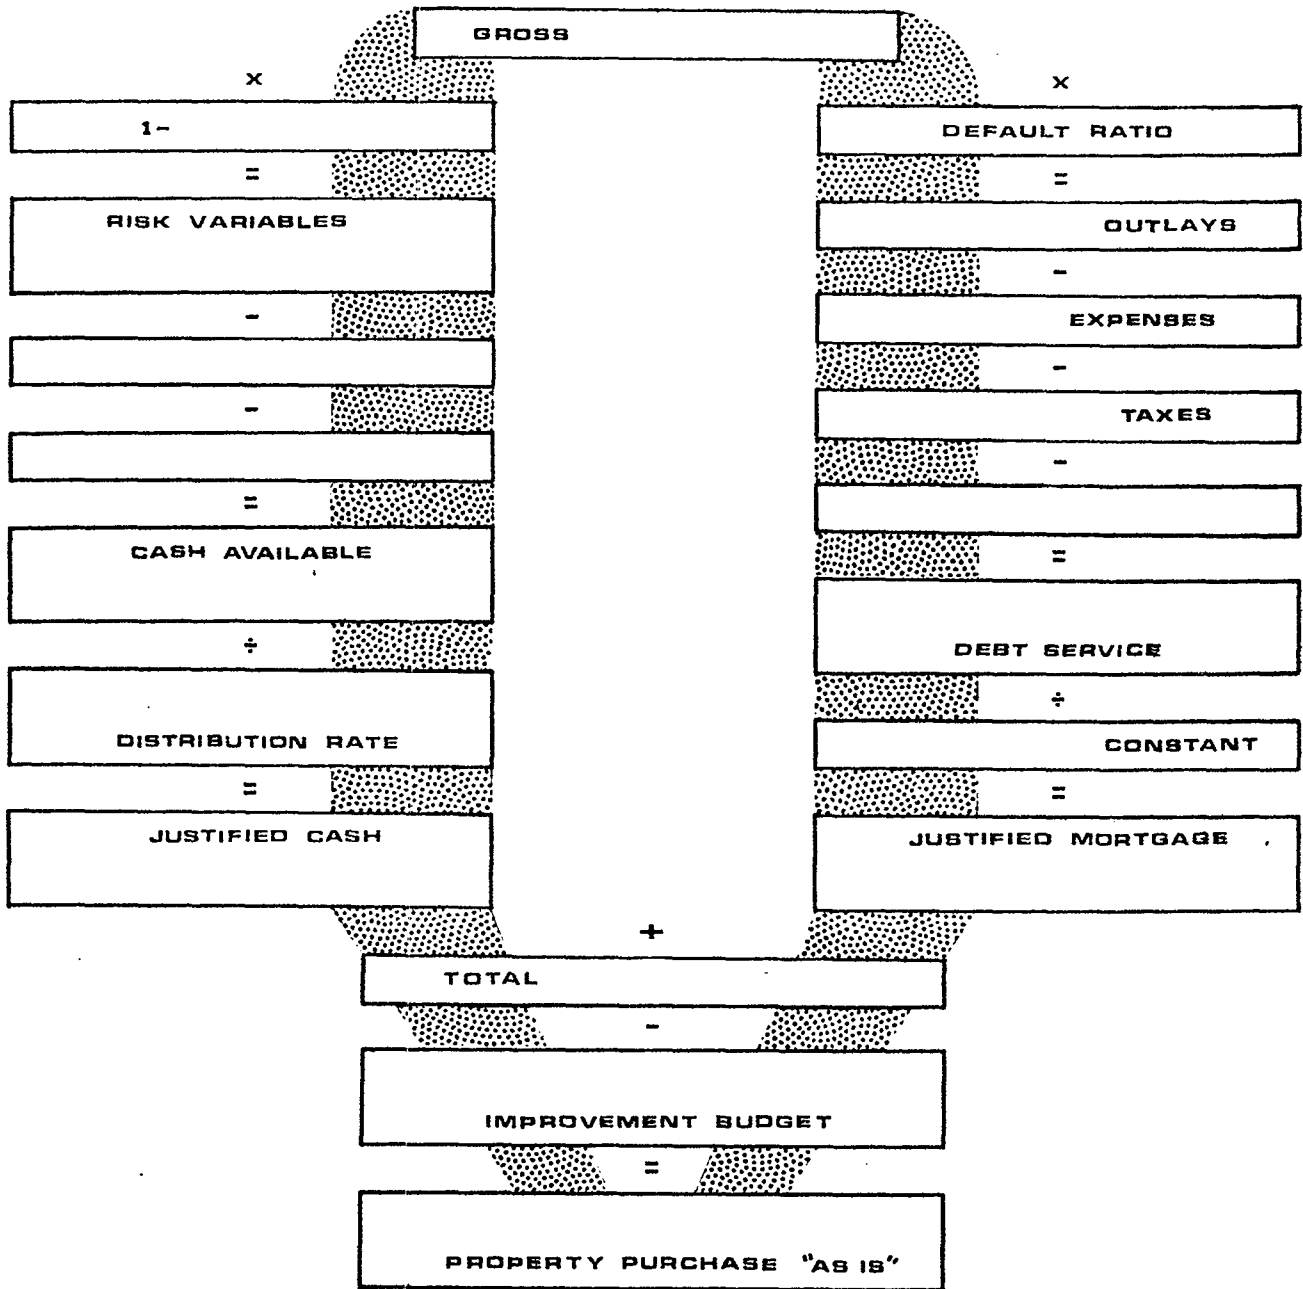 GROSS
×
1-
=
RISK VARIABLES
-
-
=
CASH AVAILABLE
÷
DISTRIBUTION RATE
=
JUSTIFIED CASH
×
DEFAULT RATIO
=
OUTLAYS
-
EXPENSES
-
TAXES
-
=
DEBT SERVICE
÷
CONSTANT
=
JUSTIFIED MORTGAGE
+
TOTAL
-
IMPROVEMENT BUDGET
=
PROPERTY PURCHASE "AS IS"